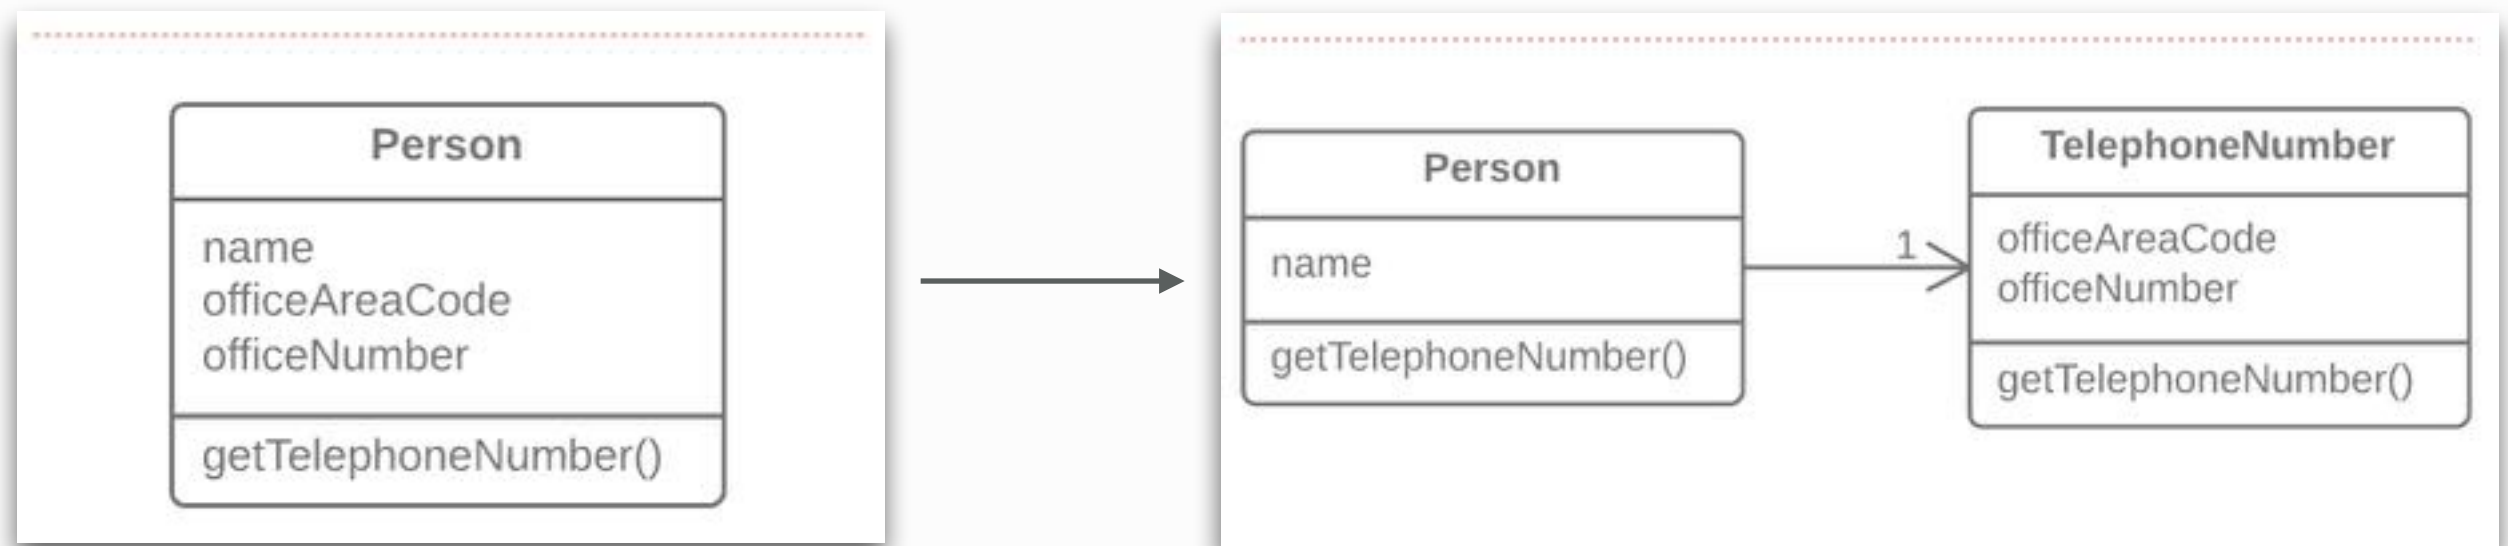 Person
name
officeAreaCode
officeNumber
getTelephoneNumber()
Person
name
getTelephoneNumber()
1
TelephoneNumber
officeAreaCode
officeNumber
getTelephoneNumber()